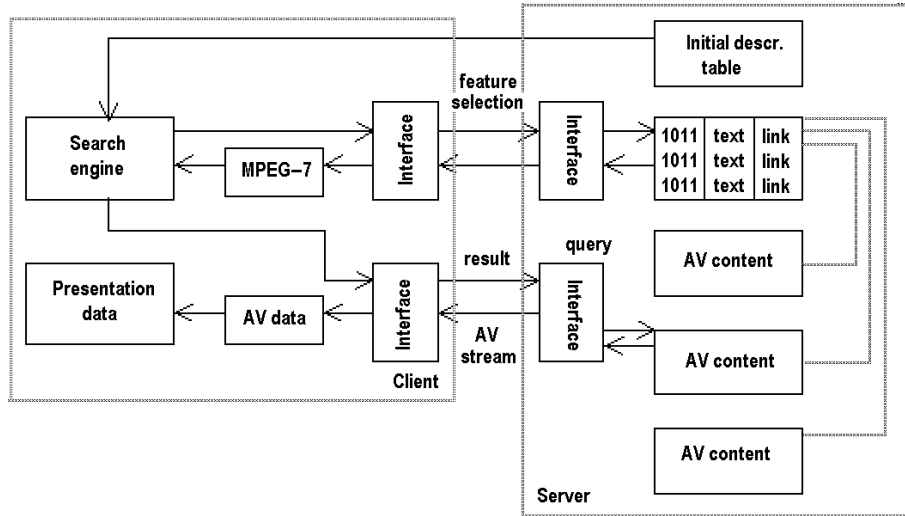 Initial descr.
table
feature
selection
Search
engine
MPEG–7
Interface
Interface
1011 text link
1011 text link
1011 text link
AV content
query
result
Presentation
data
AV data
Interface
Interface
AV
stream
AV content
Client
AV content
Server